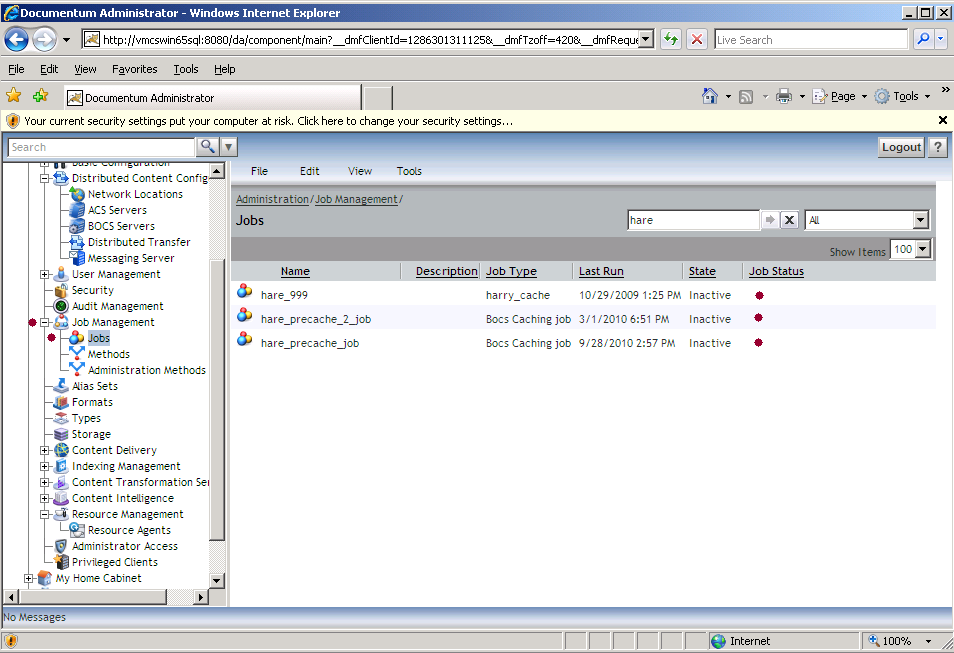 Documentum Administrator - Windows Internet Explorer
http://vmcswin65sql:8080/da/component/main?__dmfClientId=1286301311125&__dmfTzoff=420&__dmfReque
Live Search
File Edit View Favorites Tools Help
Documentum Administrator
Page Tools
Your current security settings put your computer at risk. Click here to change your security settings...
Search
Logout ?
File Edit View Tools
Basic Configuration
Distributed Content Config
Network Locations
ACS Servers
BOCS Servers
Distributed Transfer
Messaging Server
User Management
Security
Audit Management
Job Management
Jobs
Methods
Administration Methods
Alias Sets
Formats
Types
Storage
Content Delivery
Indexing Management
Content Transformation Ser
Content Intelligence
Resource Management
Resource Agents
Administrator Access
Privileged Clients
My Home Cabinet
Administration/Job Management/
Jobs
hare
All
Show Items 100
Name Description Job Type Last Run State Job Status
hare_999 harry_cache 10/29/2009 1:25 PM Inactive
hare_precache_2_job Bocs Caching job 3/1/2010 6:51 PM Inactive
hare_precache_job Bocs Caching job 9/28/2010 2:57 PM Inactive
No Messages
Internet
100%